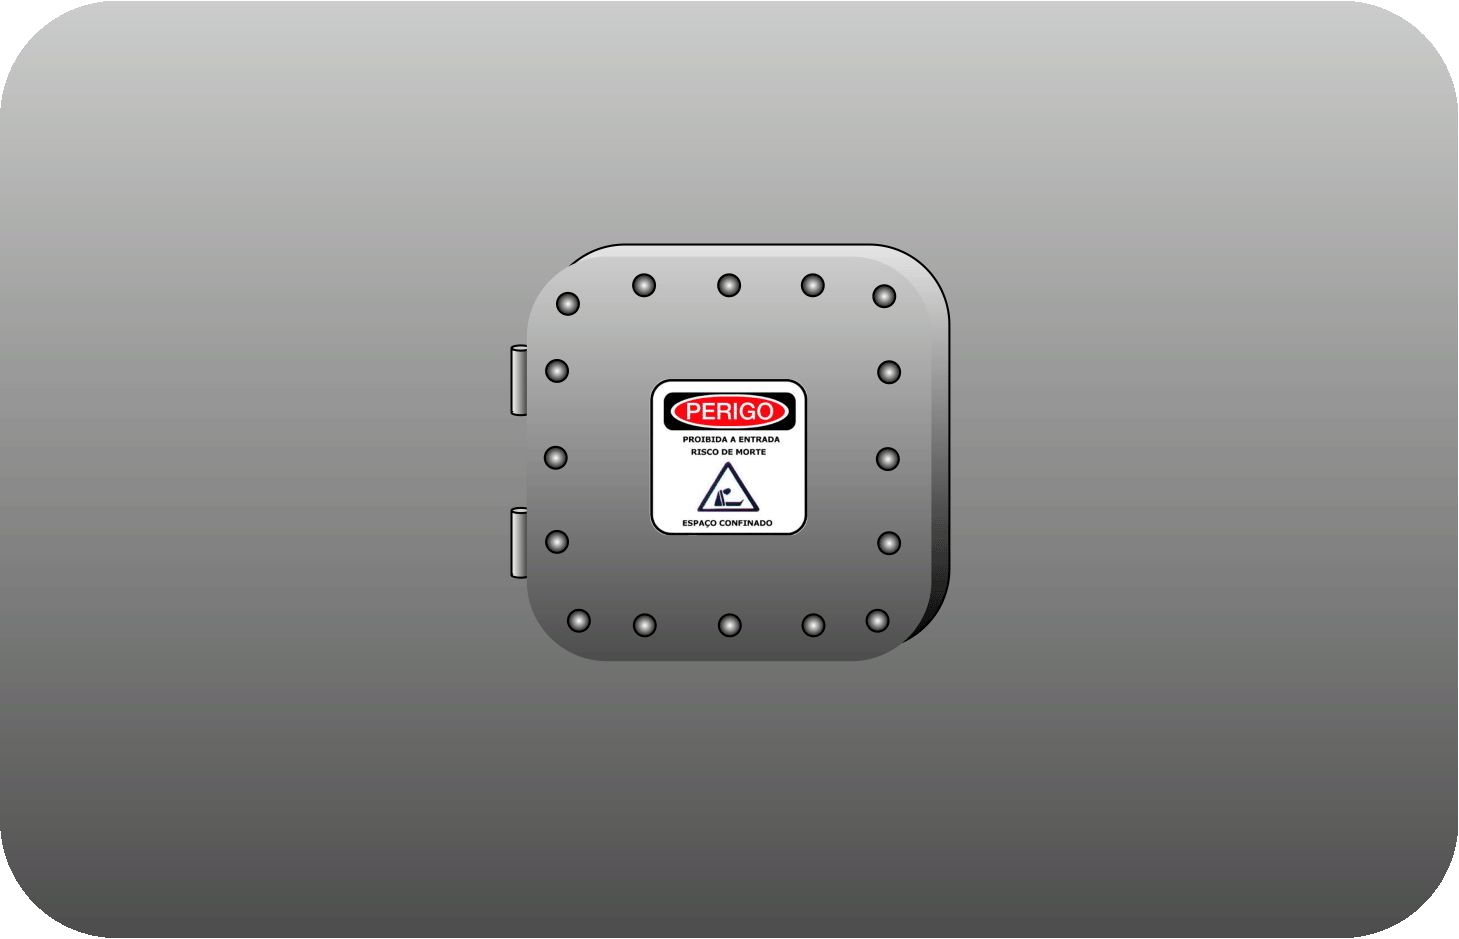 PERIGO
PROIBIDA A ENTRADA
RISCO DE MORTE
ESPAÇO CONFINADO